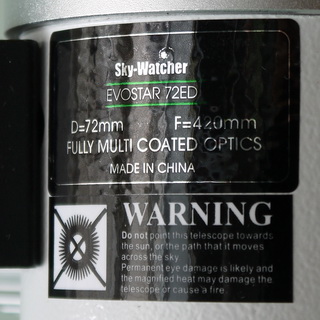 Sky-Watcher
EVOSTAR 72ED
D=72mm F=420mm
FULLY MULTI COATED OPTICS
MADE IN CHINA
WARNING
Do not point this telescope towards
the sun, or the path that it moves
across the sky
Permanent eye damage is likely and
the magnified heat may damage the
telescope or cause a fire.